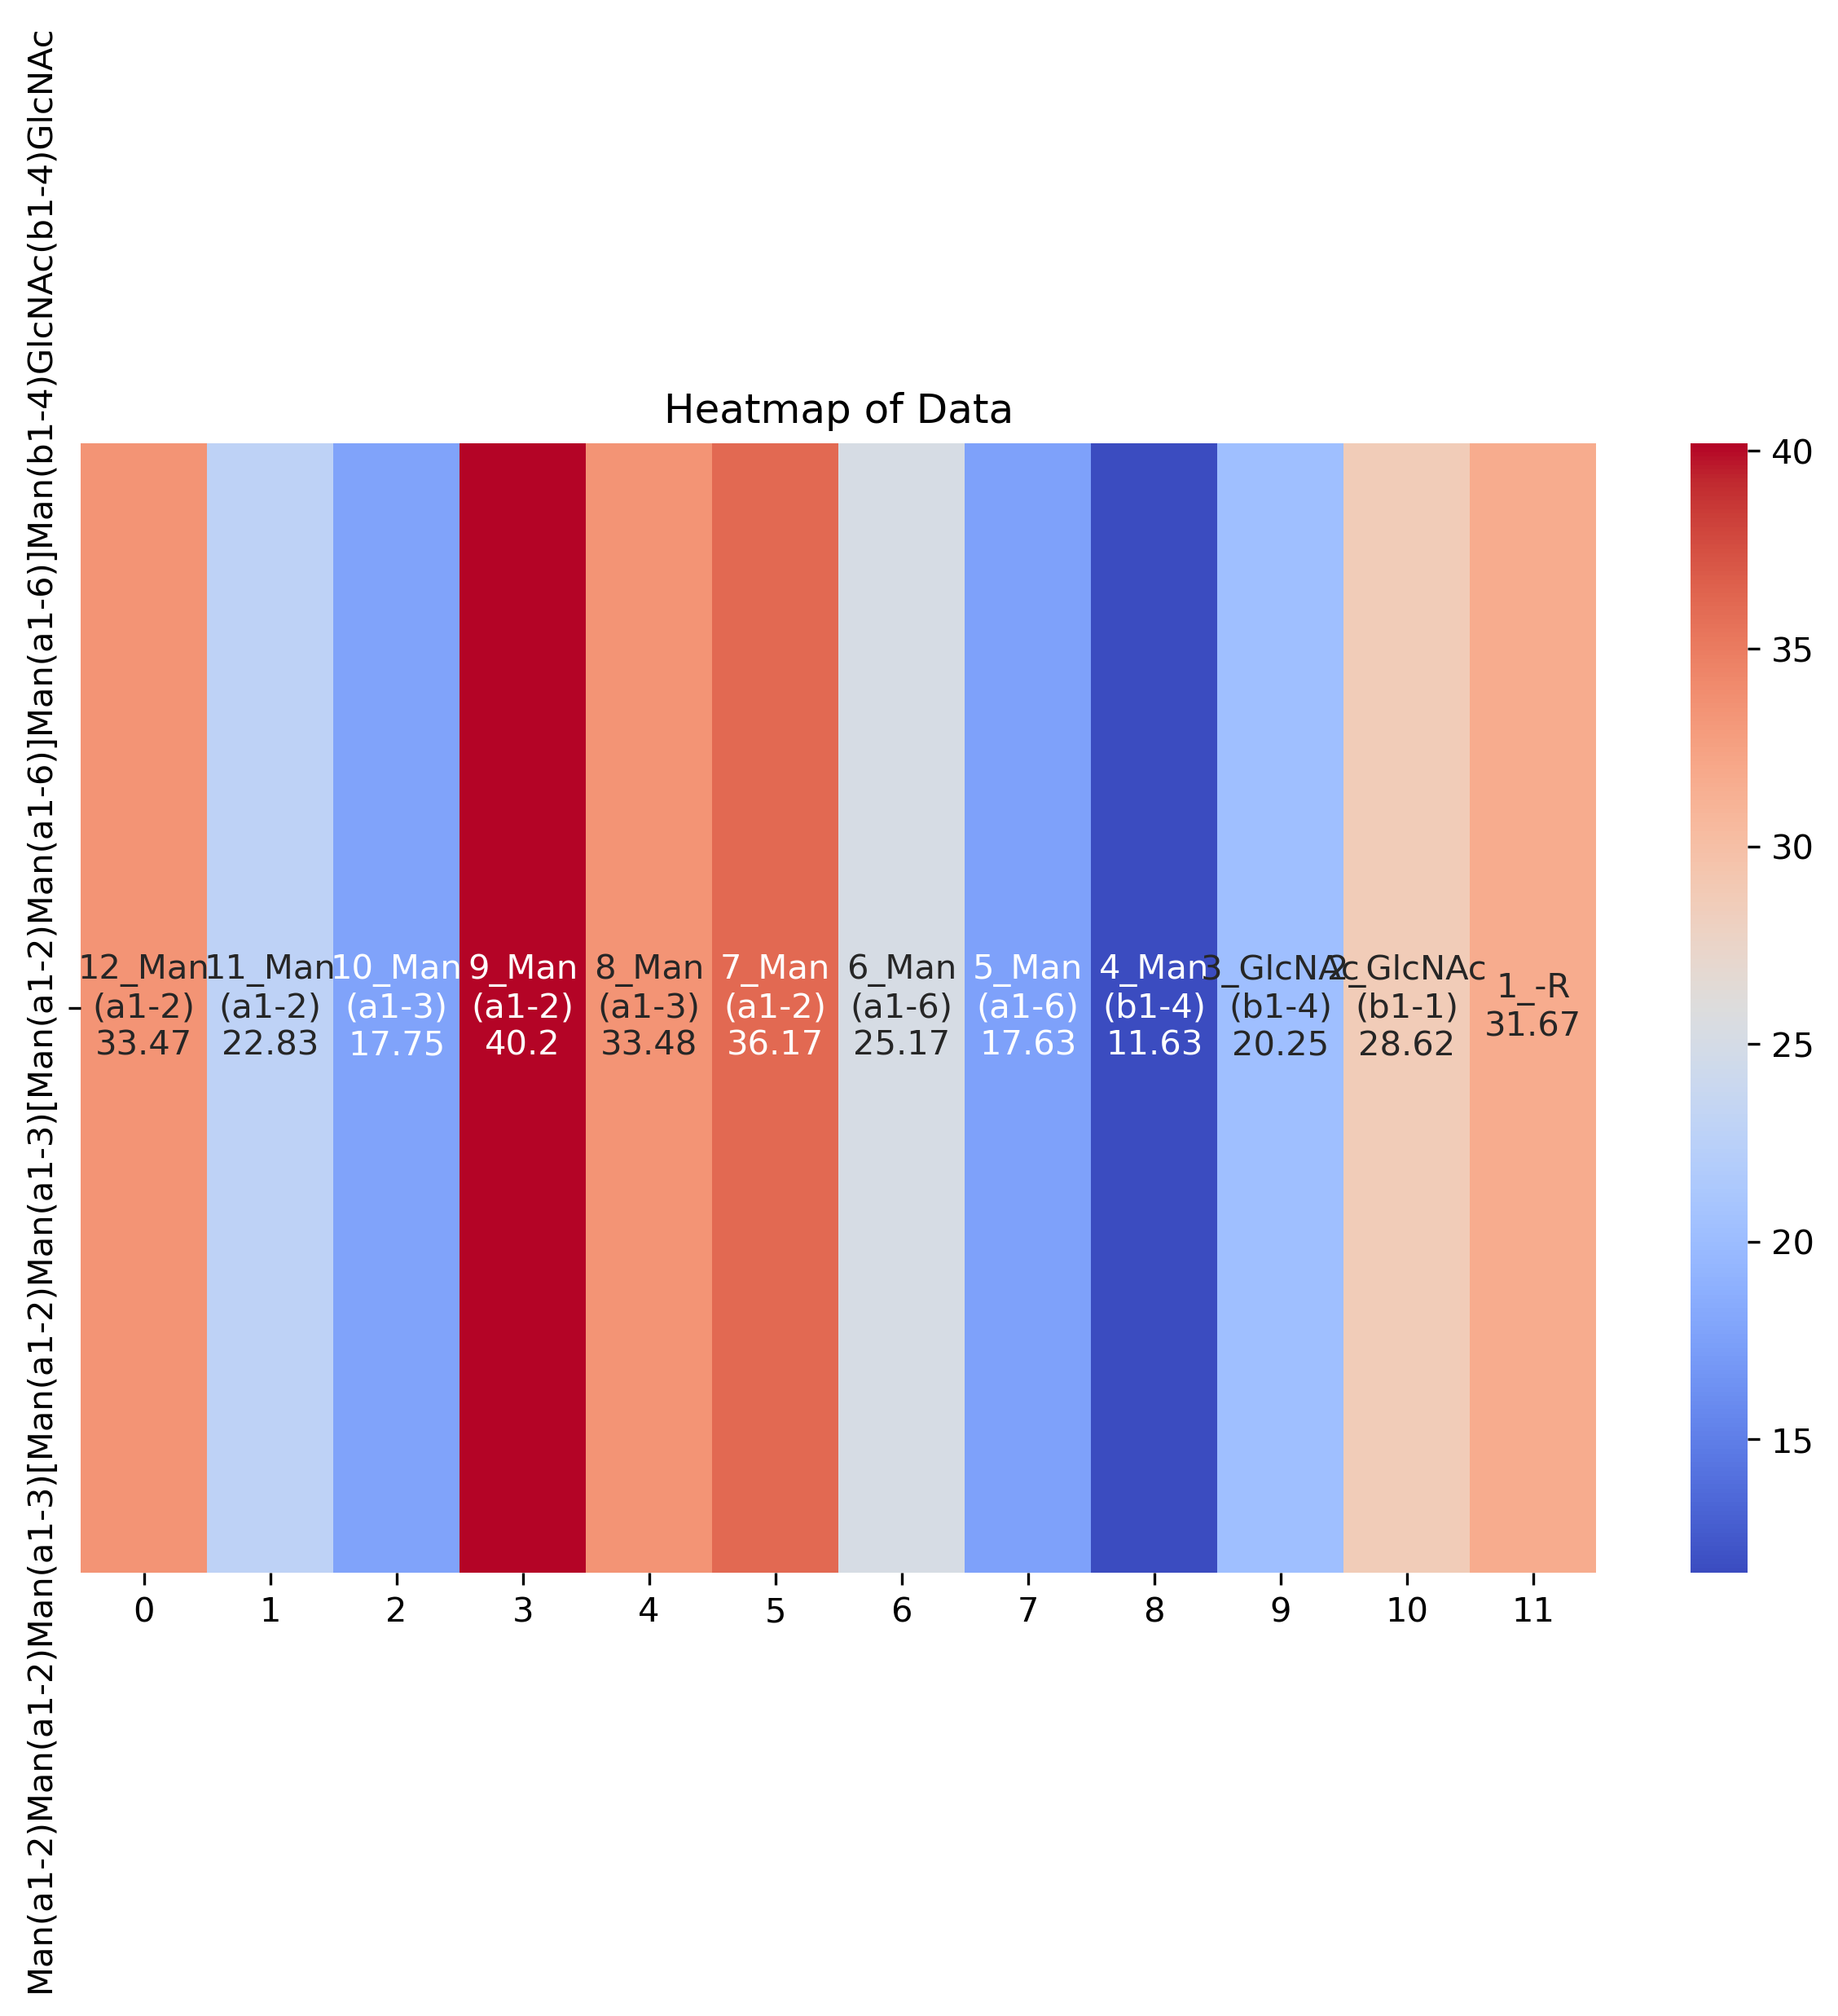 Man(a1-2)Man(a1-2)Man(a1-3)[Man(a1-2)Man(a1-3)[Man(a1-2)Man(a1-6)]Man(a1-6)]Man(b1-4)GlcNAc(b1-4)GlcNAc
Heatmap of Data
12_Man
(a1-2)
33.47
11_Man
(a1-2)
22.83
10_Man
(a1-3)
17.75
9_Man
(a1-2)
40.2
8_Man
(a1-3)
33.48
7_Man
(a1-2)
36.17
6_Man
(a1-6)
25.17
5_Man
(a1-6)
17.63
4_Man
(b1-4)
11.63
3_GlcNAc
(b1-4)
20.25
2_GlcNAc
(b1-1)
28.62
1_-R
31.67
0 1 2 3 4 5 6 7 8 9 10 11
40
35
30
25
20
15